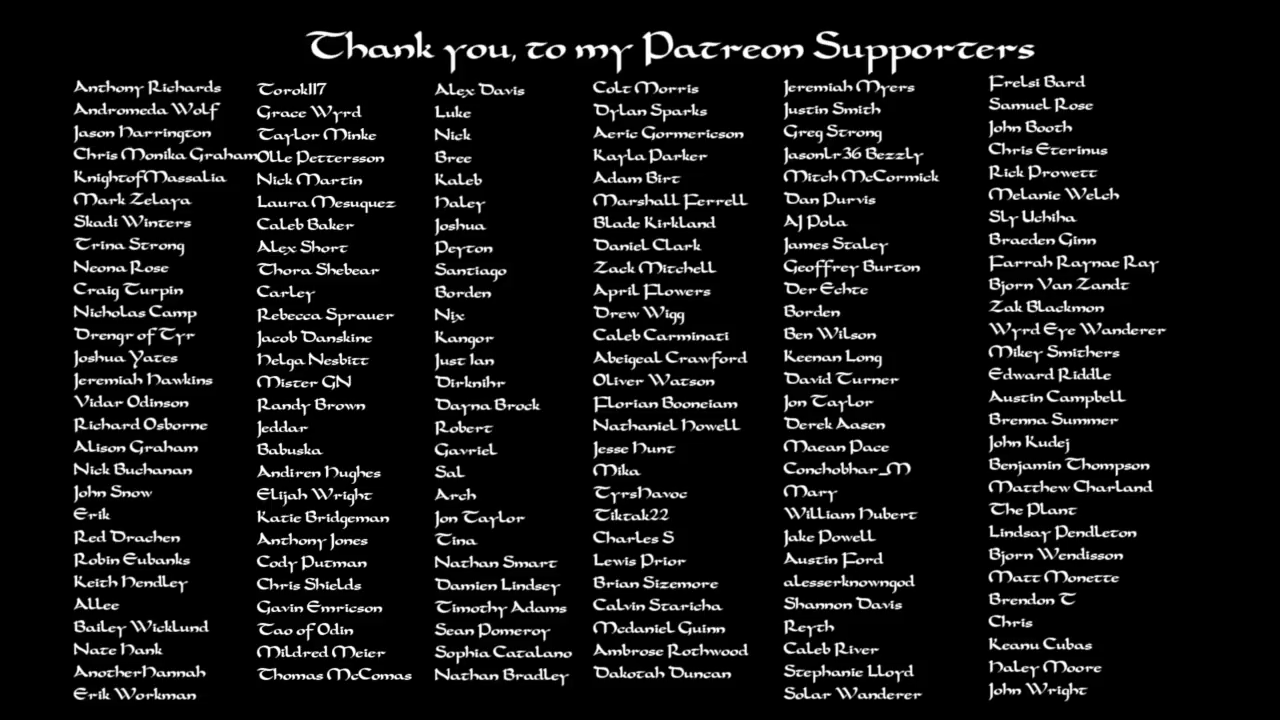 Thank you, to my Patreon Supporters
Anthony Richards
Andromeda Wolf
Jason Harrington
Chris Monika Graham
KnightofMassalia
Mark Zelaya
Skadi Winters
Trina Strong
Neona Rose
Craig Turpin
Nicholas Camp
Drengr of Tyr
Joshua Yates
Jeremiah Hawkins
Vidar Odinson
Richard Osborne
Alison Graham
Nick Buchanan
John Snow
Erik
Red Drachen
Robin Eubanks
Keith Hendley
Allee
Bailey Wicklund
Nate Hank
AnotherHannah
Erik Workman
Torok117
Grace Wyrd
Taylor Minke
Olle Pettersson
Nick Martin
Laura Mesuquez
Caleb Baker
Alex Short
Thora Shebear
Carley
Rebecca Sprauer
Jacob Danskine
Helga Nesbitt
Mister GN
Randy Brown
Jeddar
Babuska
Andiren Hughes
Elijah Wright
Katie Bridgeman
Anthony Jones
Cody Putman
Chris Shields
Gavin Emricson
Tao of Odin
Mildred Meier
Thomas McComas
Alex Davis
Luke
Nick
Bree
Kaleb
Haley
Joshua
Peyton
Santiago
Borden
Nix
Kangor
Just Ian
Dirknihr
Dayna Brock
Robert
Gavriel
Sal
Arch
Jon Taylor
Tina
Nathan Smart
Damien Lindsey
Timothy Adams
Sean Pomeroy
Sophia Catalano
Nathan Bradley
Colt Morris
Dylan Sparks
Aeric Gormericson
Kayla Parker
Adam Birt
Marshall Ferrell
Blade Kirkland
Daniel Clark
Zack Mitchell
April Flowers
Drew Wigg
Caleb Carminati
Abeigeal Crawford
Oliver Watson
Florian Booneiam
Nathaniel Howell
Jesse Hunt
Mika
TyrsHavoc
Tiktak22
Charles S
Lewis Prior
Brian Sizemore
Calvin Staricha
Mcdaniel Guinn
Ambrose Rothwood
Dakotah Duncan
Jeremiah Myers
Justin Smith
Greg Strong
Jasonlr36 Bezzly
Mitch McCormick
Dan Purvis
AJ Pola
James Staley
Geoffrey Burton
Der Echte
Borden
Ben Wilson
Keenan Long
David Turner
Jon Taylor
Derek Aasen
Maean Pace
Conchobhar_M
Mary
William Hubert
Jake Powell
Austin Ford
alesserknowngod
Shannon Davis
Reyth
Caleb River
Stephanie Lloyd
Solar Wanderer
Frelsi Bard
Samuel Rose
John Booth
Chris Eterinus
Rick Prowett
Melanie Welch
Sly Uchiha
Braeden Ginn
Farrah Raynae Ray
Bjorn Van Zandt
Zak Blackmon
Wyrd Eye Wanderer
Mikey Smithers
Edward Riddle
Austin Campbell
Brenna Summer
John Kudej
Benjamin Thompson
Matthew Charland
The Plant
Lindsay Pendleton
Bjorn Wendisson
Matt Monette
Brendon T
Chris
Keanu Cubas
Haley Moore
John Wright